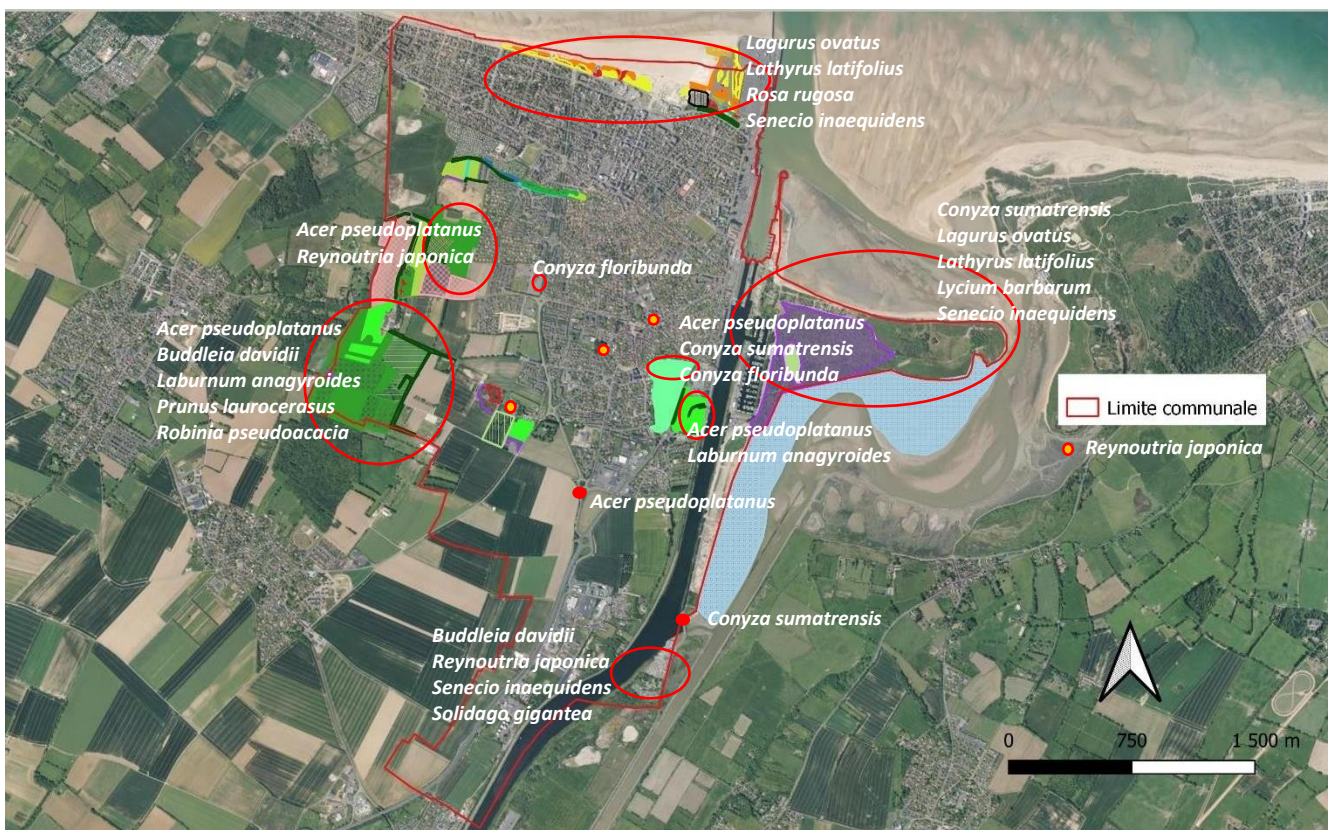 Lagurus ovatus
Lathyrus latifolius
Rosa rugosa
Senecio inaequidens
Acer pseudoplatanus
Reynoutria japonica
Conyza floribunda
Conyza sumatrensis
Lagurus ovatus
Lathyrus latifolius
Lycium barbarum
Senecio inaequidens
Acer pseudoplatanus
Buddleia davidii
Laburnum anagyroides
Prunus laurocerasus
Robinia pseudoacacia
Acer pseudoplatanus
Conyza sumatrensis
Conyza floribunda
Acer pseudoplatanus
Laburnum anagyroides
Limite communale
Reynoutria japonica
Acer pseudoplatanus
Conyza sumatrensis
Buddleia davidii
Reynoutria japonica
Senecio inaequidens
Solidago gigantea
0 750 1 500 m